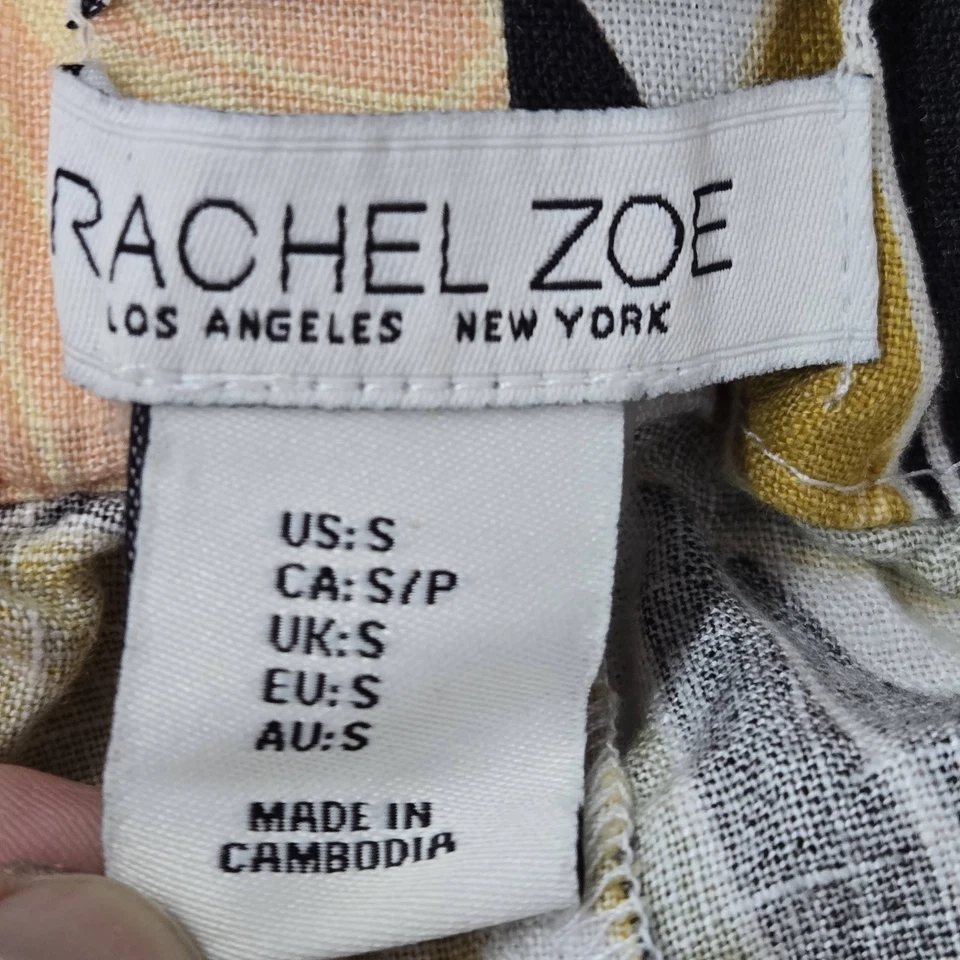 RACHEL ZOE
LOS ANGELES NEW YORK
US: S
CA: S/P
UK: S
EU: S
AU: S
MADE IN
CAMBODIA